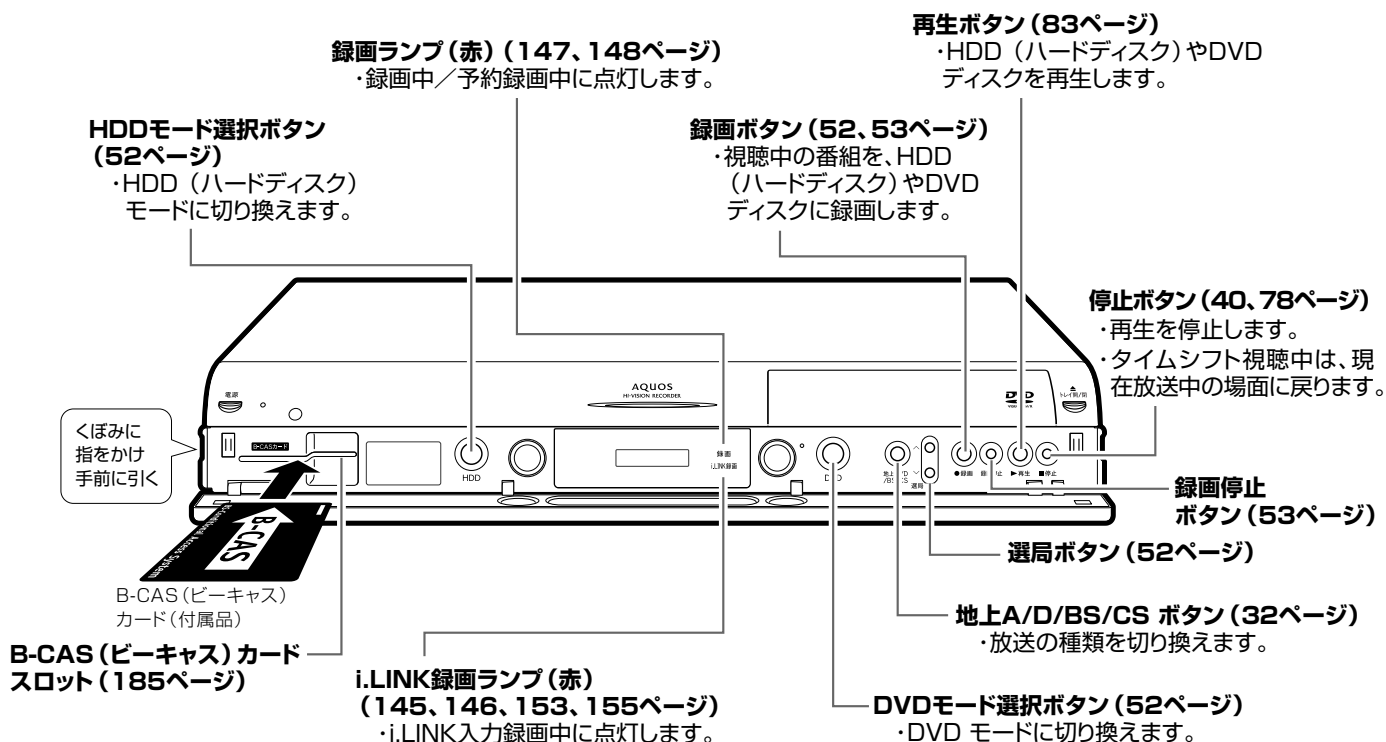 再生ボタン（83ページ）
・HDD（ハードディスク）やDVD
ディスクを再生します。
録画ランプ（赤）（147、148ページ）
・録画中／予約録画中に点灯します。
HDDモード選択ボタン
（52ページ）
・HDD（ハードディスク）
モードに切り換えます。
録画ボタン（52、53ページ）
・視聴中の番組を、HDD
（ハードディスク）やDVD
ディスクに録画します。
停止ボタン（40、78ページ）
・再生を停止します。
・タイムシフト視聴中は、現
在放送中の場面に戻ります。
くぼみに
指をかけ
手前に引く
電源
AQUOS
HI-VISION RECORDER
DVD
トレイ開/閉
B-CASカード
HDD
録画
i.LINK録画
DVD
/BS/CS
選局
●録画
▶再生
■停止
B-CAS
Conditional Access System
B-CAS（ビーキャス）
カード（付属品）
B-CAS（ビーキャス）カード
スロット（185ページ）
i.LINK録画ランプ（赤）
（145、146、153、155ページ）
・i.LINK入力録画中に点灯します。
録画停止
ボタン（53ページ）
選局ボタン（52ページ）
地上A/D/BS/CS ボタン（32ページ）
・放送の種類を切り換えます。
DVDモード選択ボタン（52ページ）
・DVD モードに切り換えます。